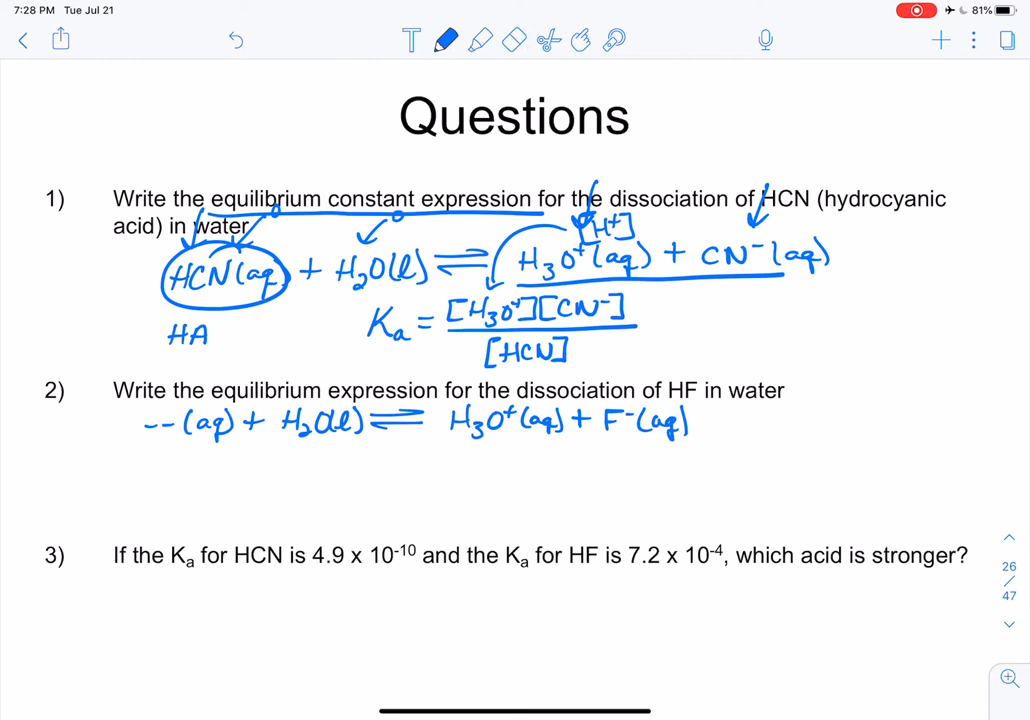 7:28 PM Tue Jul 21
81%
Questions
1) Write the equilibrium constant expression for the dissociation of HCN (hydrocyanic
acid) in water
[H⁺]
HCN(aq) + H₂O(l) ⇌ H₃O⁺(aq) + CN⁻(aq)
HA
Kₐ = [H₃O⁺][CN⁻]
[HCN]
2) Write the equilibrium expression for the dissociation of HF in water
--(aq) + H₂O(l) ⇌ H₃O⁺(aq) + F⁻(aq)
3) If the Kₐ for HCN is 4.9 x 10⁻¹⁰ and the Kₐ for HF is 7.2 x 10⁻⁴, which acid is stronger?
26
/
47